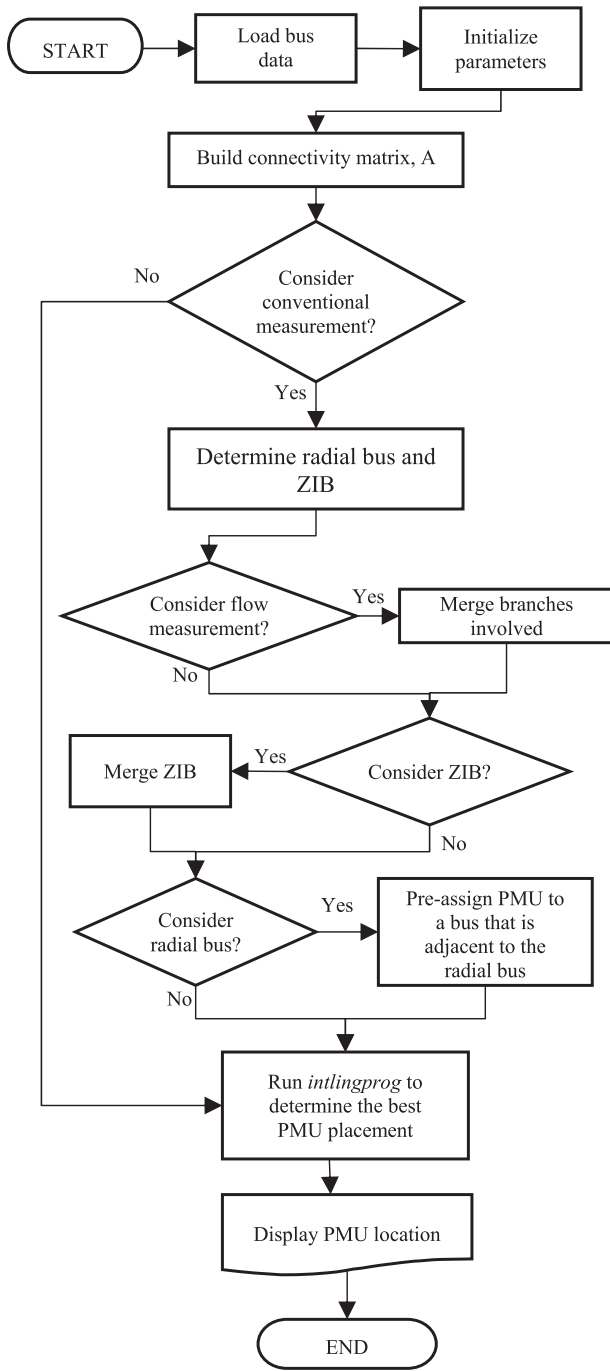 START
Load bus
data
Initialize
parameters
Build connectivity matrix, A
No
Consider
conventional
measurement?
Yes
Determine radial bus and
ZIB
Consider flow
measurement?
Yes
Merge branches
involved
No
Merge ZIB
Yes
Consider ZIB?
No
Consider
radial bus?
Yes
Pre-assign PMU to
a bus that is
adjacent to the
radial bus
No
Run intlingprog to
determine the best
PMU placement
Display PMU location
END